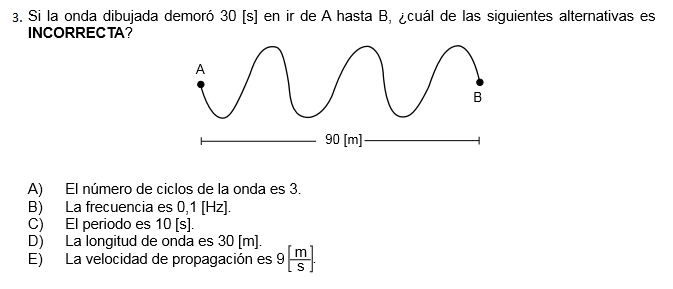 3. Si la onda dibujada demoró 30 [s] en ir de A hasta B, ¿cuál de las siguientes alternativas es
INCORRECTA?
A
B
90 [m]
A) El número de ciclos de la onda es 3.
B) La frecuencia es 0,1 [Hz].
C) El periodo es 10 [s].
D) La longitud de onda es 30 [m].
E) La velocidad de propagación es 9 [m/s].